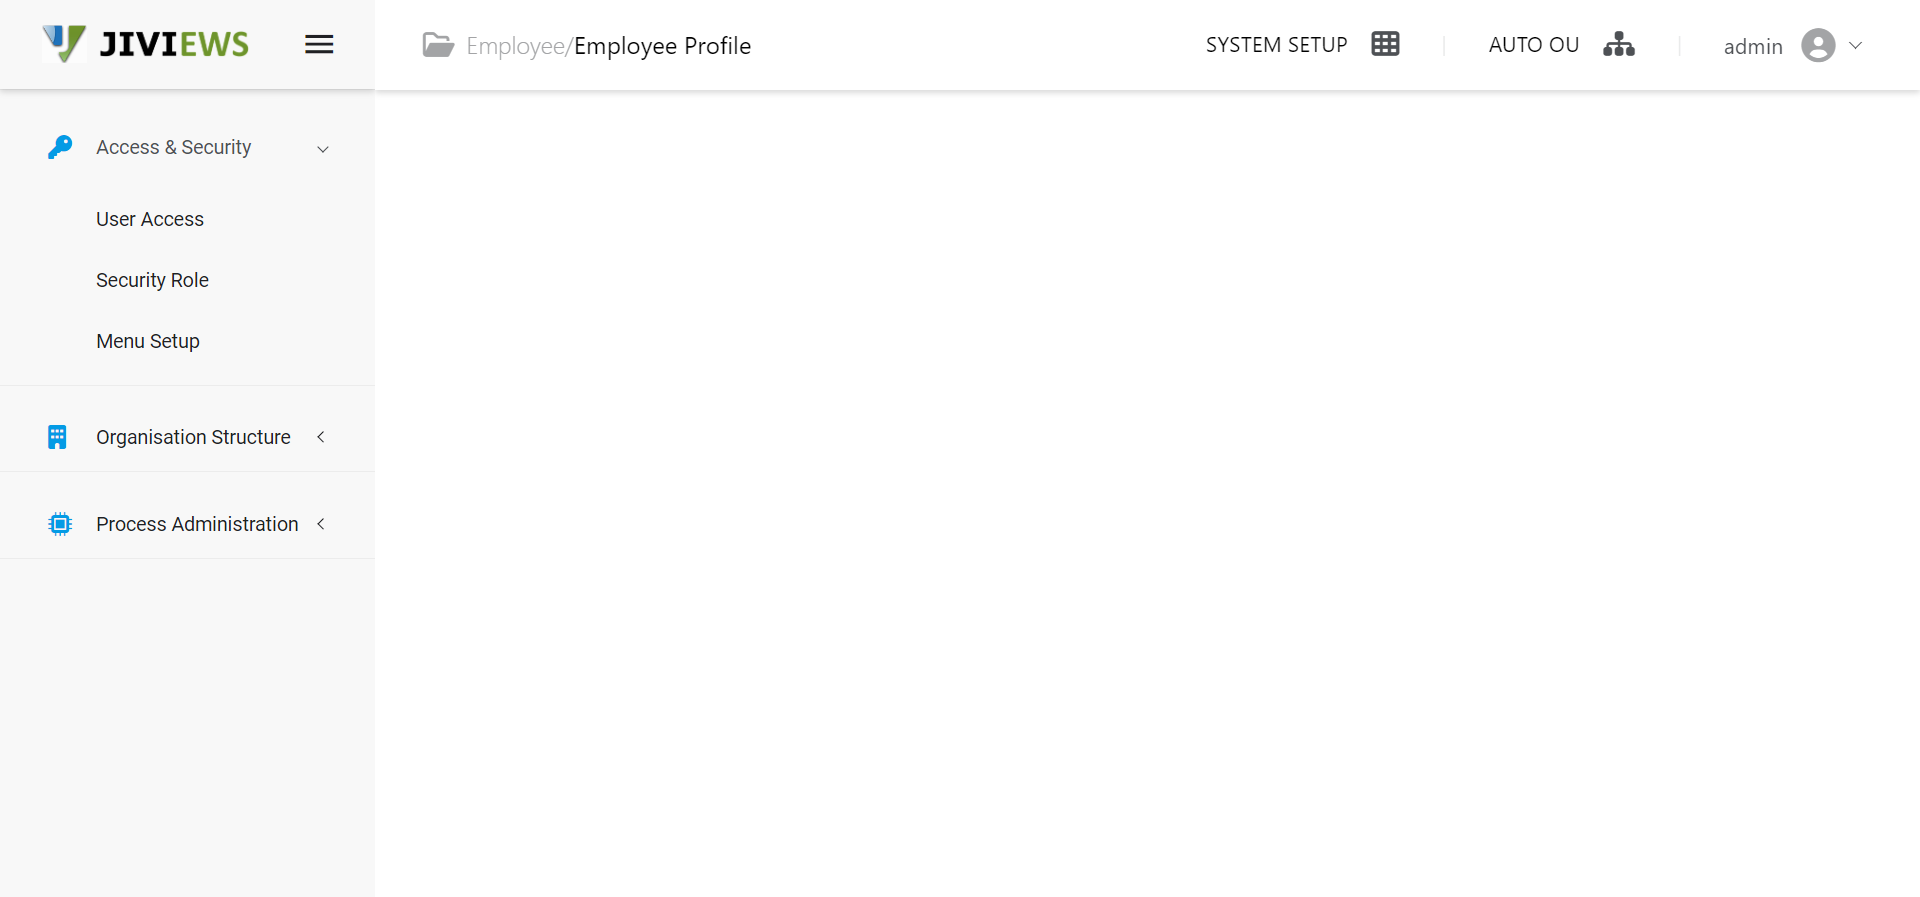 JIVIEWS
Employee/Employee Profile
SYSTEM SETUP
AUTO OU
admin
Access & Security
User Access
Security Role
Menu Setup
Organisation Structure
Process Administration